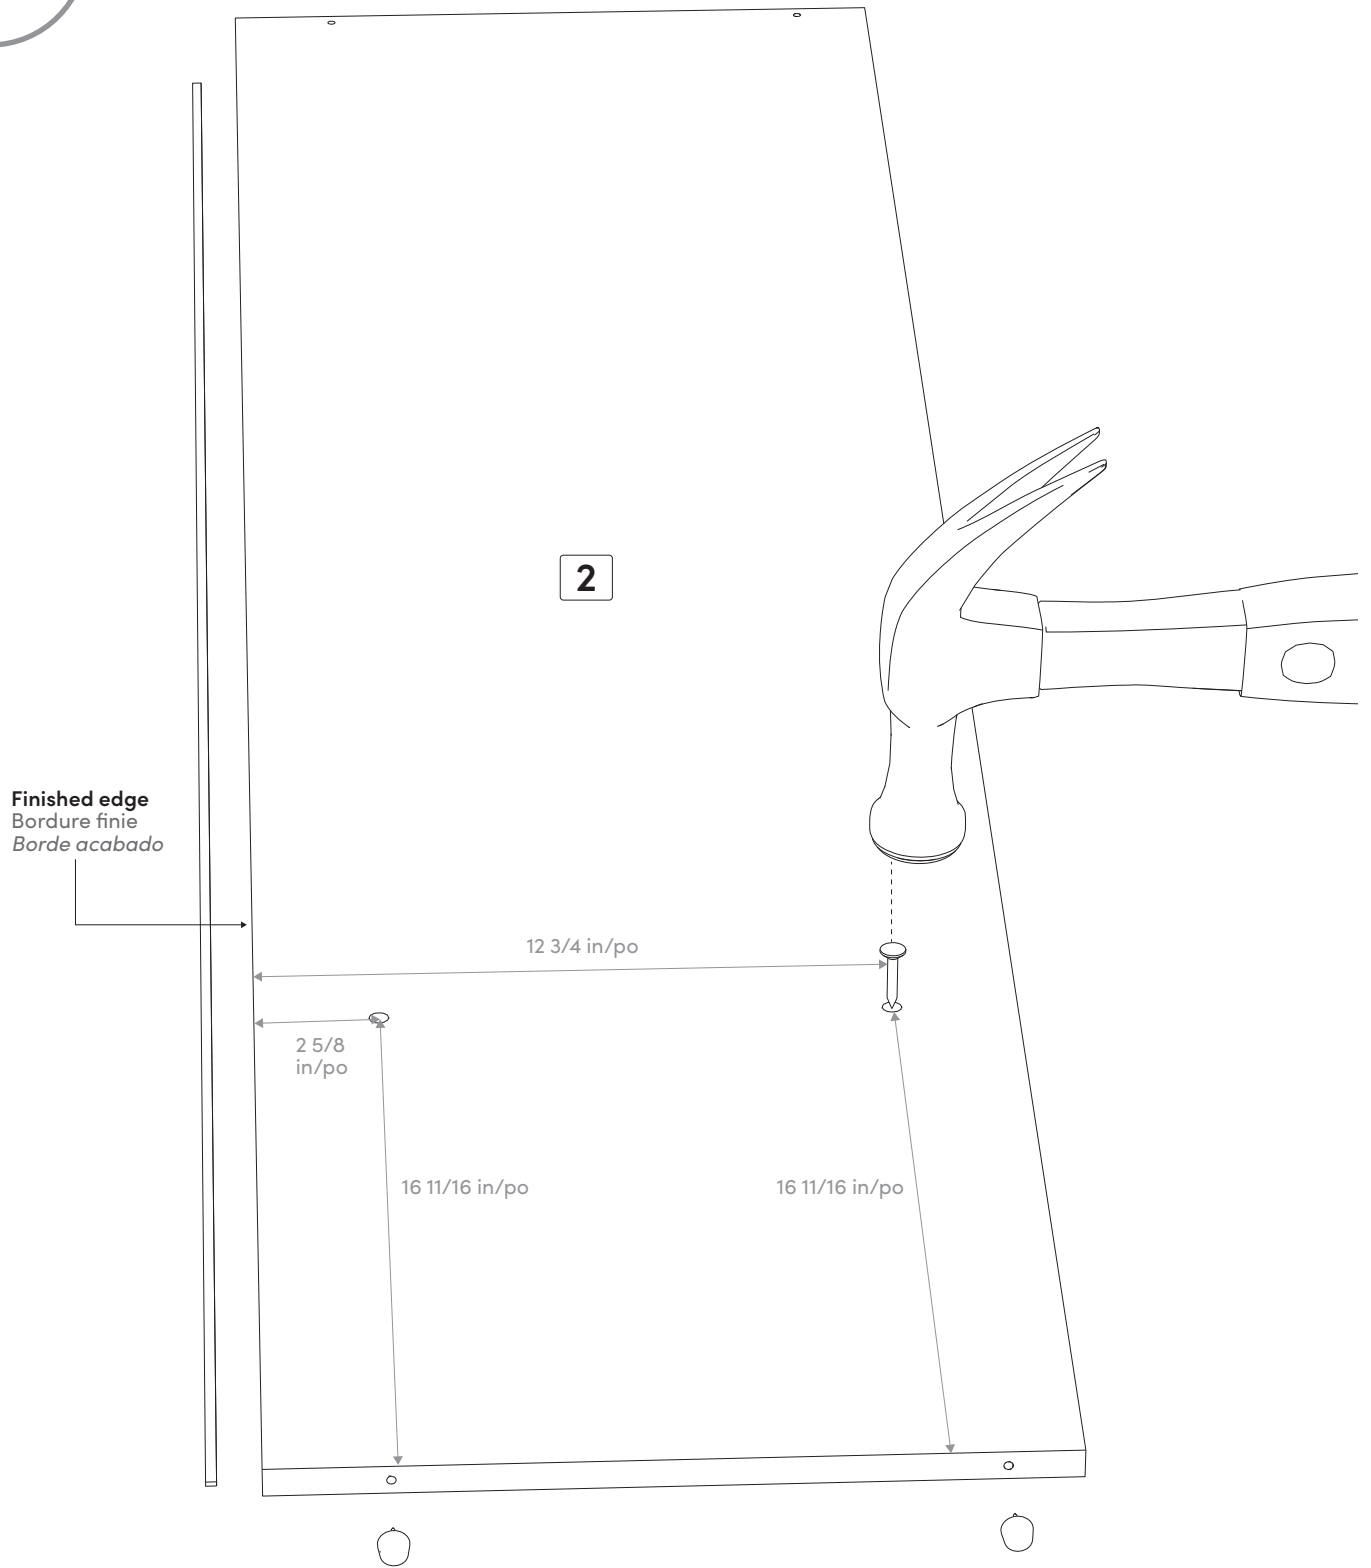 2
Finished edge
Bordure finie
Borde acabado
12 3/4 in/po
2 5/8
in/po
16 11/16 in/po
16 11/16 in/po